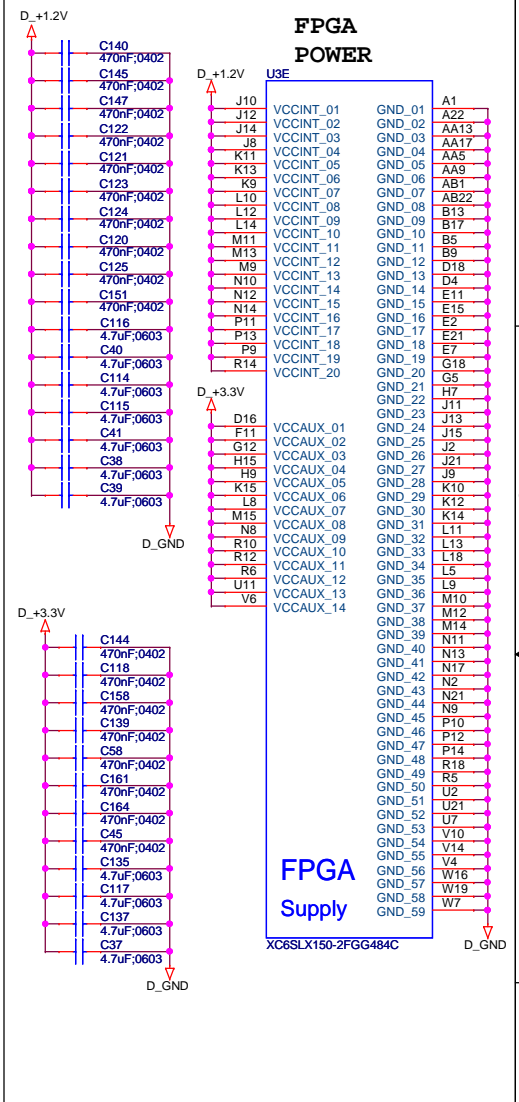 FPGA
POWER
D_+1.2V
C140
470nF;0402
C145
470nF;0402
C147
470nF;0402
C122
470nF;0402
C121
470nF;0402
C123
470nF;0402
C124
470nF;0402
C120
470nF;0402
C125
470nF;0402
C151
470nF;0402
C116
4.7uF;0603
C40
4.7uF;0603
C114
4.7uF;0603
C115
4.7uF;0603
C41
4.7uF;0603
C38
4.7uF;0603
C39
4.7uF;0603
D_GND
D_+3.3V
C144
470nF;0402
C118
470nF;0402
C158
470nF;0402
C139
470nF;0402
C58
470nF;0402
C161
470nF;0402
C164
470nF;0402
C45
470nF;0402
C135
4.7uF;0603
C117
4.7uF;0603
C137
4.7uF;0603
C37
4.7uF;0603
D_GND
U3E
D_+1.2V
J10 VCCINT_01
J12 VCCINT_02
J14 VCCINT_03
J8 VCCINT_04
K11 VCCINT_05
K13 VCCINT_06
K9 VCCINT_07
L10 VCCINT_08
L12 VCCINT_09
L14 VCCINT_10
M11 VCCINT_11
M13 VCCINT_12
M9 VCCINT_13
N10 VCCINT_14
N12 VCCINT_15
N14 VCCINT_16
P11 VCCINT_17
P13 VCCINT_18
P9 VCCINT_19
R14 VCCINT_20
D_+3.3V
D16 VCCAUX_01
F11 VCCAUX_02
G12 VCCAUX_03
H15 VCCAUX_04
H9 VCCAUX_05
K15 VCCAUX_06
L8 VCCAUX_07
M15 VCCAUX_08
N8 VCCAUX_09
R10 VCCAUX_10
R12 VCCAUX_11
R6 VCCAUX_12
U11 VCCAUX_13
V6 VCCAUX_14
GND_01 A1
GND_02 A22
GND_03 AA13
GND_04 AA17
GND_05 AA5
GND_06 AA9
GND_07 AB1
GND_08 AB22
GND_09 B13
GND_10 B17
GND_11 B5
GND_12 B9
GND_13 D18
GND_14 D4
GND_15 E11
GND_16 E15
GND_17 E2
GND_18 E21
GND_19 E7
GND_20 G18
GND_21 G5
GND_22 H7
GND_23 J11
GND_24 J13
GND_25 J15
GND_26 J2
GND_27 J21
GND_28 J9
GND_29 K10
GND_30 K12
GND_31 K14
GND_32 L11
GND_33 L13
GND_34 L18
GND_35 L5
GND_36 L9
GND_37 M10
GND_38 M12
GND_39 M14
GND_40 N11
GND_41 N13
GND_42 N17
GND_43 N2
GND_44 N21
GND_45 N9
GND_46 P10
GND_47 P12
GND_48 P14
GND_49 R18
GND_50 R5
GND_51 U2
GND_52 U21
GND_53 U7
GND_54 V10
GND_55 V14
GND_56 V4
GND_57 W16
GND_58 W19
GND_59 W7
D_GND
FPGA
Supply
XC6SLX150-2FGG484C